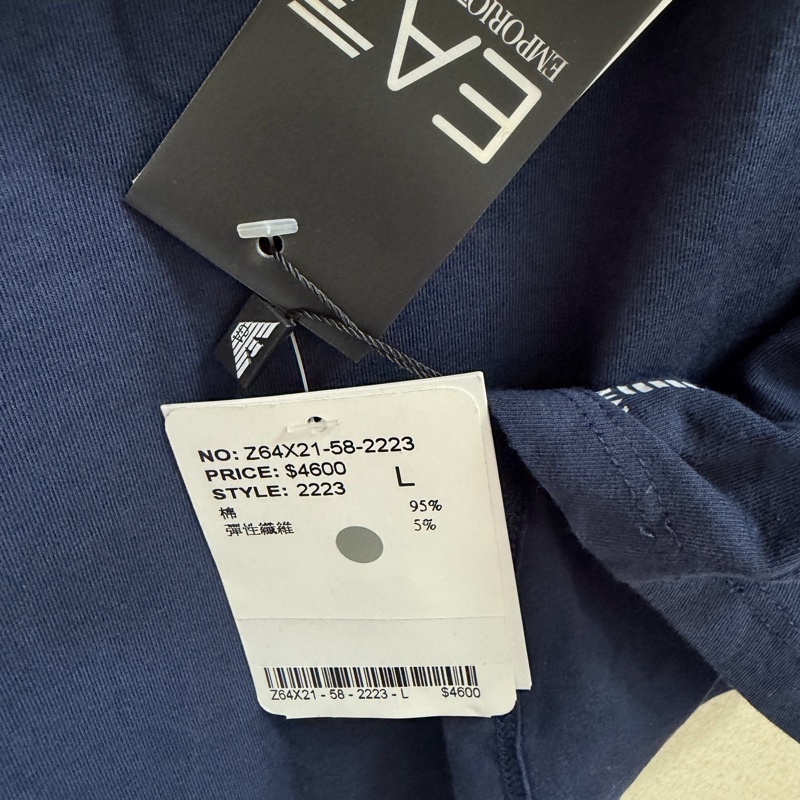 EA7
EMPORIO
NO: Z64X21-58-2223
PRICE: $4600
STYLE: 2223
L
棉 95%
彈性纖維 5%
Z64X21 - 58 - 2223 - L $4600